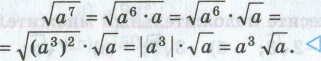 √a⁷ = √a⁶ · a = √a⁶ · √a =
= √(a³)² · √a = |a³| · √a = a³ √a. ◁